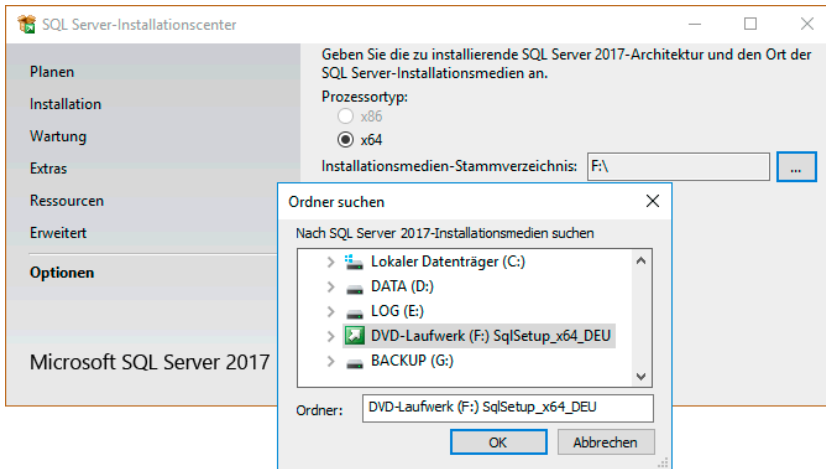 SQL Server-Installationscenter
Planen
Installation
Wartung
Extras
Ressourcen
Erweitert
Optionen
Microsoft SQL Server 2017
Geben Sie die zu installierende SQL Server 2017-Architektur und den Ort der
SQL Server-Installationsmedien an.
Prozessortyp:
x86
x64
Installationsmedien-Stammverzeichnis: F:\ ...
Ordner suchen
Nach SQL Server 2017-Installationsmedien suchen
Lokaler Datenträger (C:)
DATA (D:)
LOG (E:)
DVD-Laufwerk (F:) SqlSetup_x64_DEU
BACKUP (G:)
Ordner: DVD-Laufwerk (F:) SqlSetup_x64_DEU
OK Abbrechen